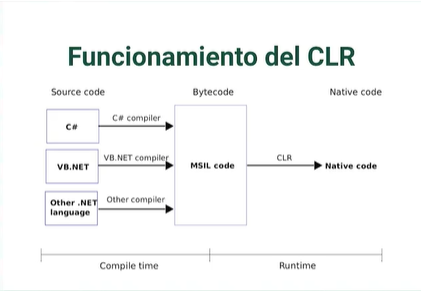 Funcionamiento del CLR
Source code
Bytecode
Native code
C#
C# compiler
VB.NET
VB.NET compiler
MSIL code
CLR
Native code
Other .NET
language
Other compiler
Compile time
Runtime